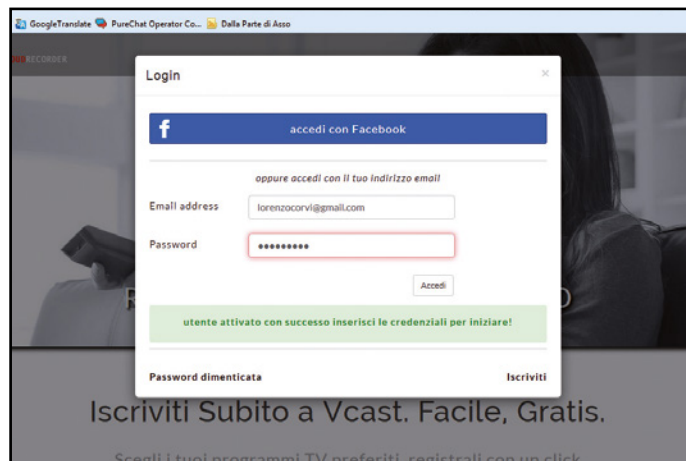 GoogleTranslate PureChat Operator Co... Dalla Parte di Asso
RECORDER
Login ×
f accedi con Facebook
oppure accedi con il tuo indirizzo email
Email address lorenzocorvi@gmail.com
Password •••••••••
Accedi
utente attivato con successo inserisci le credenziali per iniziare!
Password dimenticata Iscriviti
Iscriviti Subito a Vcast. Facile, Gratis.
Scegli i tuoi programmi TV preferiti, registrali con un click